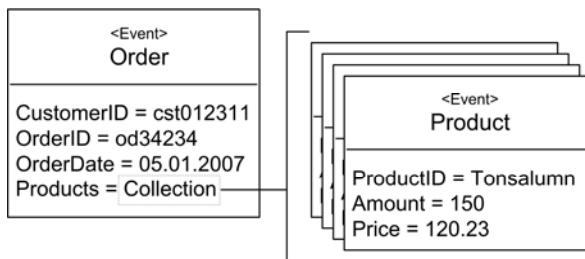 <Event>
Order
CustomerID = cst012311
OrderID = od34234
OrderDate = 05.01.2007
Products = Collection
<Event>
Product
ProductID = Tonsalumn
Amount = 150
Price = 120.23